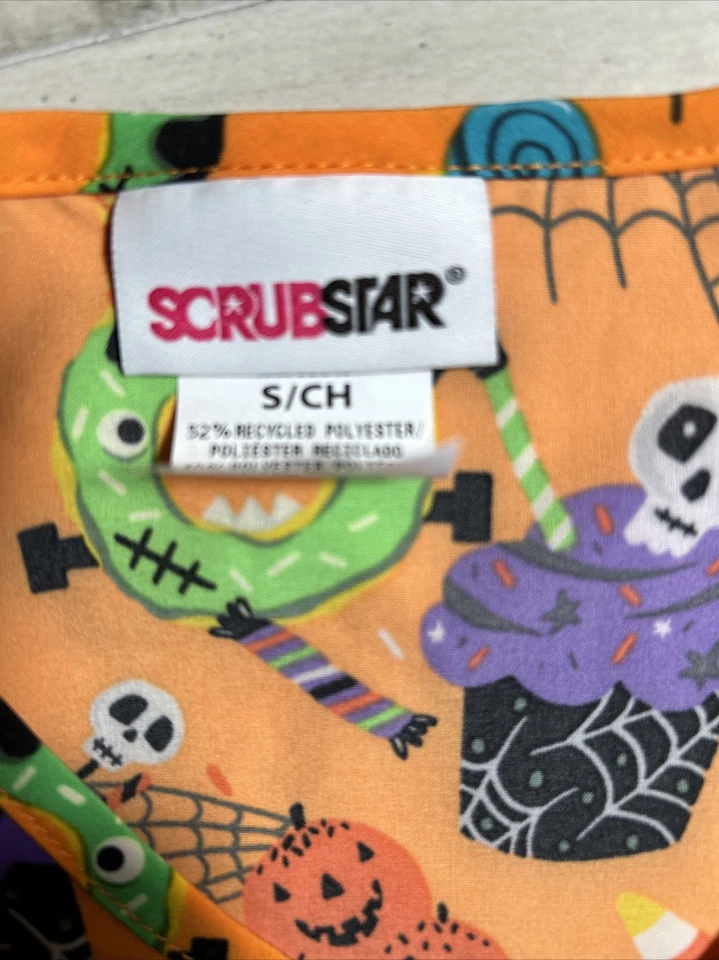 SCRUBSTAR®
S/CH
52% RECYCLED POLYESTER/
POLIÉSTER RECICLADO